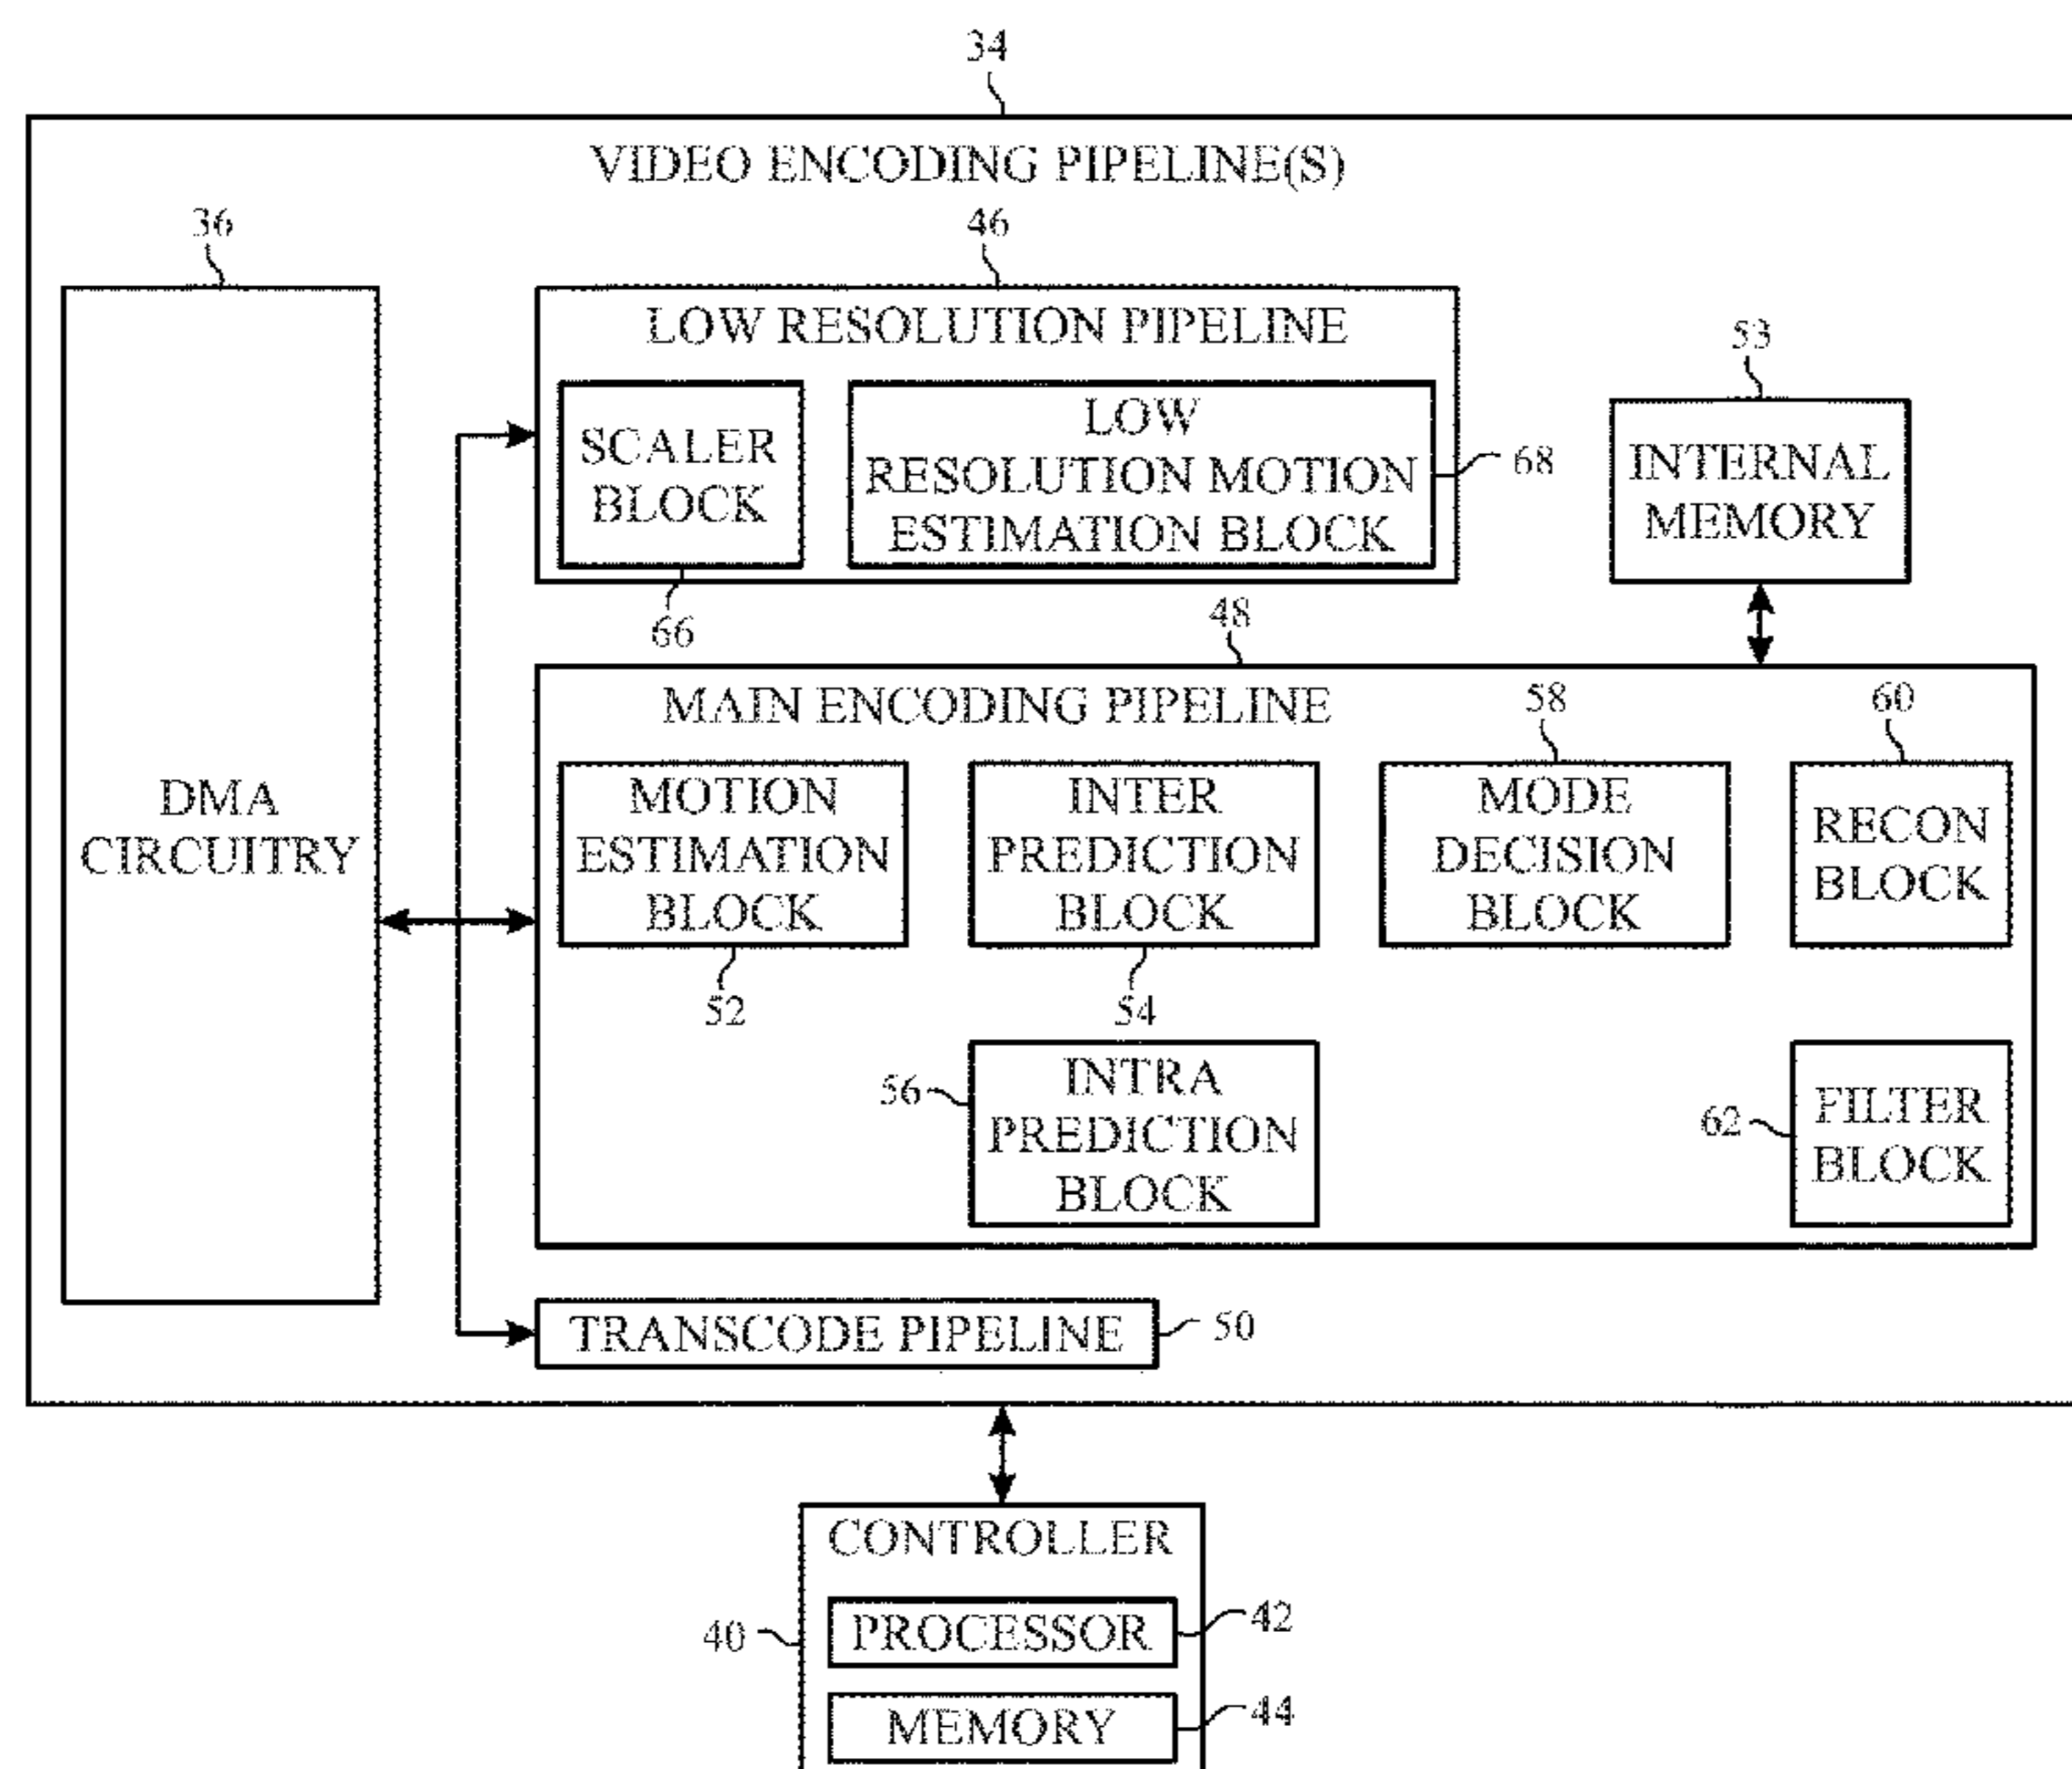 34
VIDEO ENCODING PIPELINE(S)
36
46
LOW RESOLUTION PIPELINE
SCALER
BLOCK
66
LOW
RESOLUTION MOTION
ESTIMATION BLOCK
68
53
INTERNAL
MEMORY
DMA
CIRCUITRY
48
MAIN ENCODING PIPELINE
MOTION
ESTIMATION
BLOCK
52
INTER
PREDICTION
BLOCK
54
58
MODE
DECISION
BLOCK
60
RECON
BLOCK
56
INTRA
PREDICTION
BLOCK
62
FILTER
BLOCK
TRANSCODE PIPELINE
50
CONTROLLER
40
PROCESSOR
42
MEMORY
44